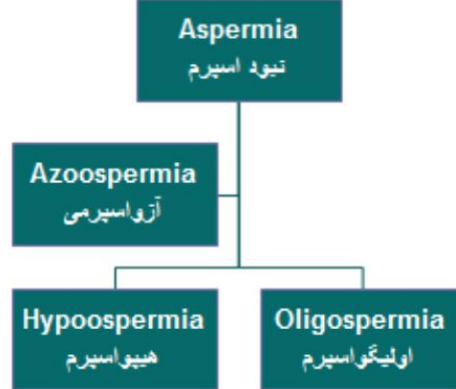 Aspermia
نبود اسپرم
Azoospermia
آزواسپرمی
Hypoospermia
هیپواسپرم
Oligospermia
اولیگواسپرم